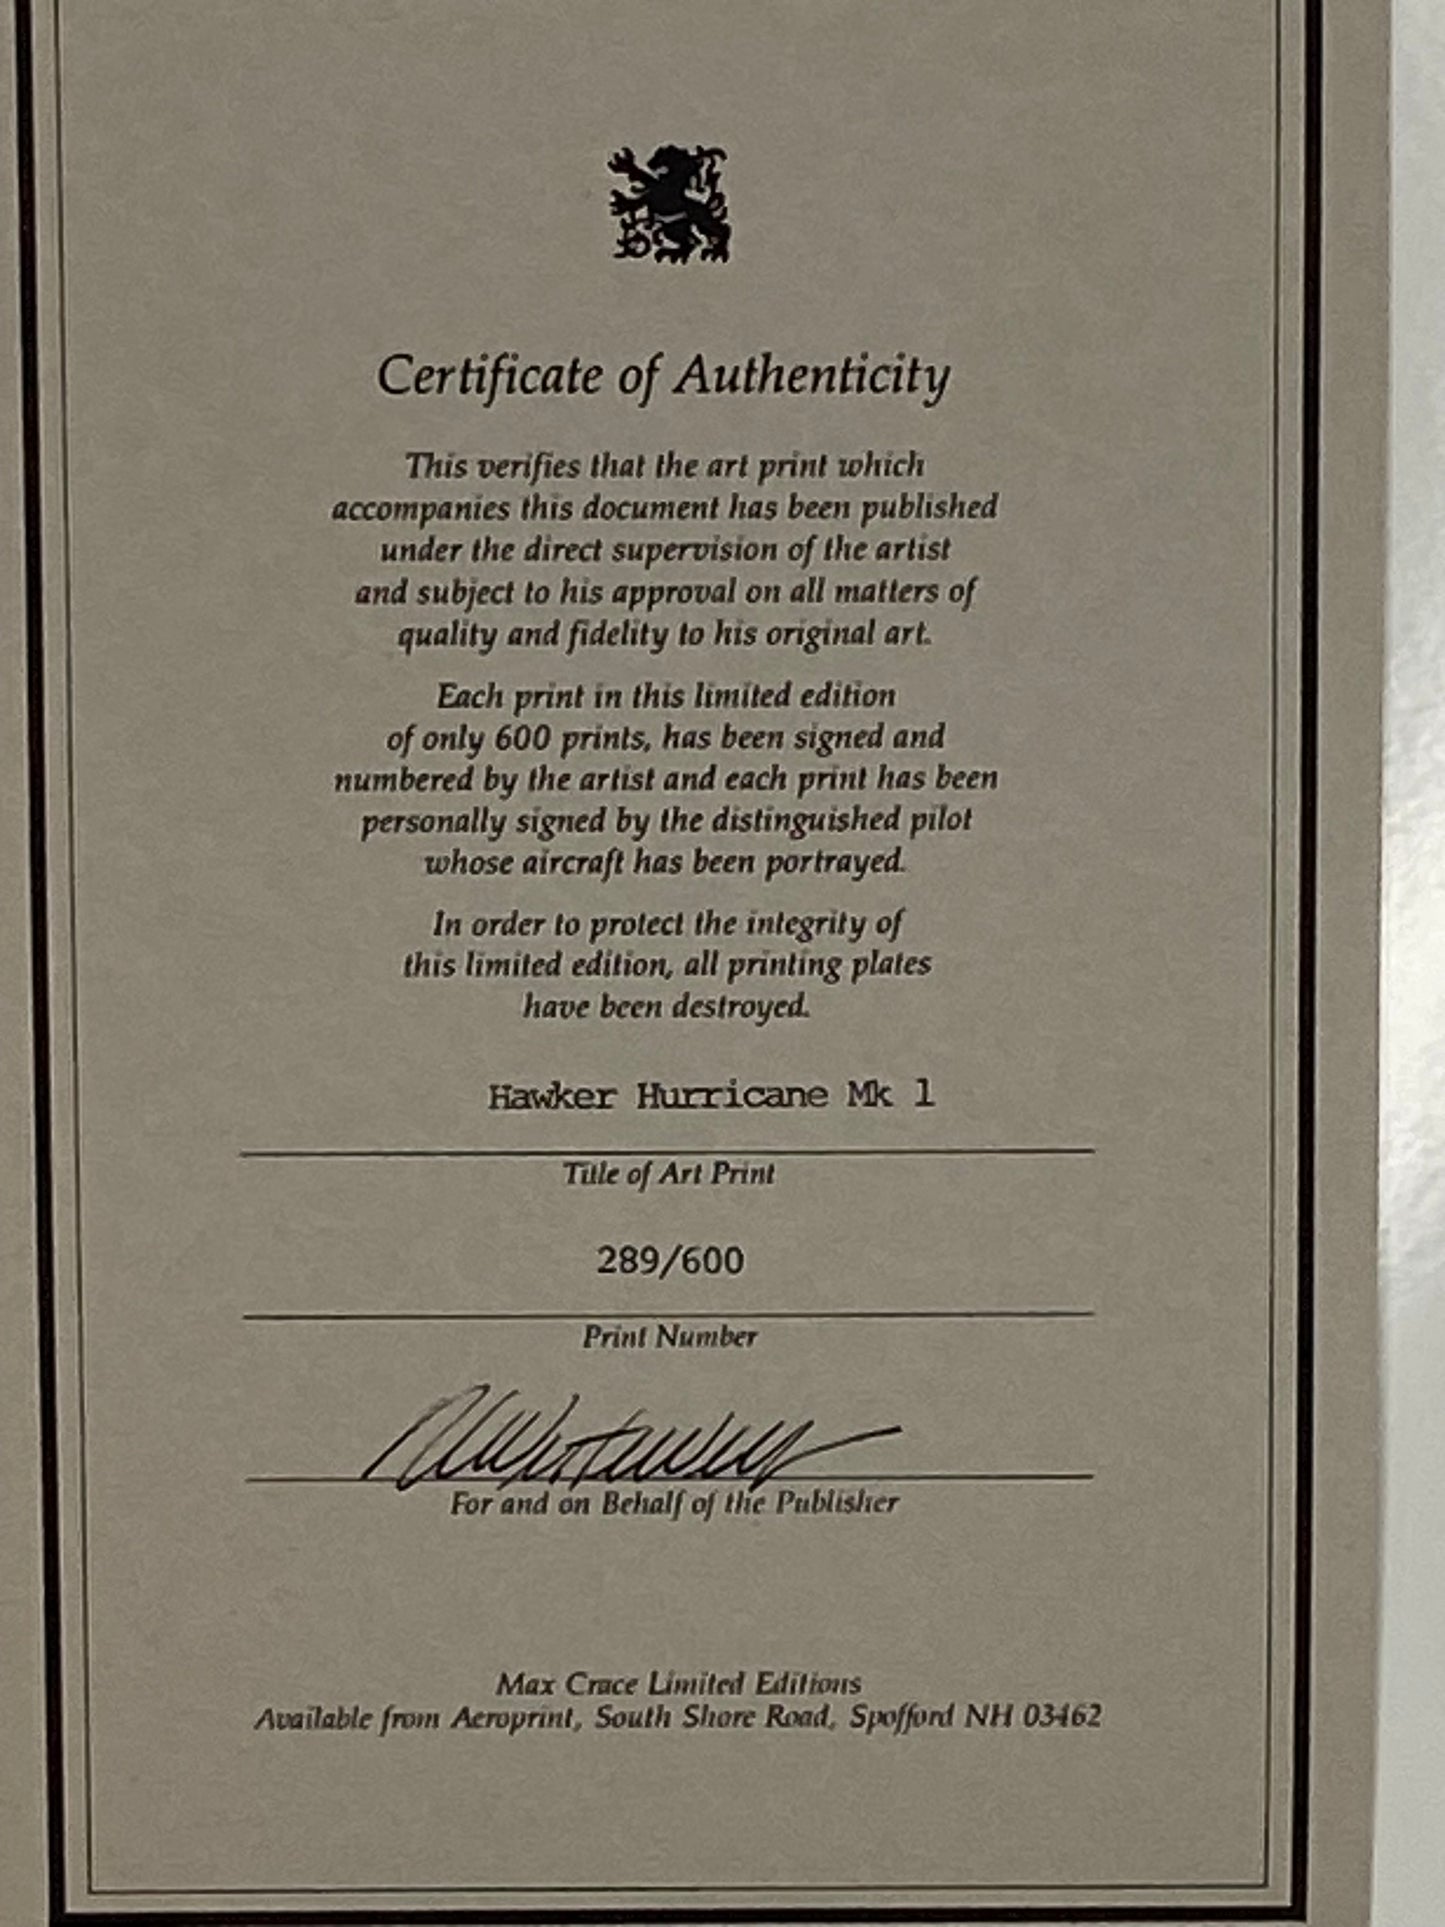 Certificate of Authenticity
This verifies that the art print which
accompanies this document has been published
under the direct supervision of the artist
and subject to his approval on all matters of
quality and fidelity to his original art.
Each print in this limited edition
of only 600 prints, has been signed and
numbered by the artist and each print has been
personally signed by the distinguished pilot
whose aircraft has been portrayed.
In order to protect the integrity of
this limited edition, all printing plates
have been destroyed.
Hawker Hurricane Mk 1
Title of Art Print
289/600
Print Number
For and on Behalf of the Publisher
Max Crace Limited Editions
Available from Aeroprint, South Shore Road, Spofford NH 03462